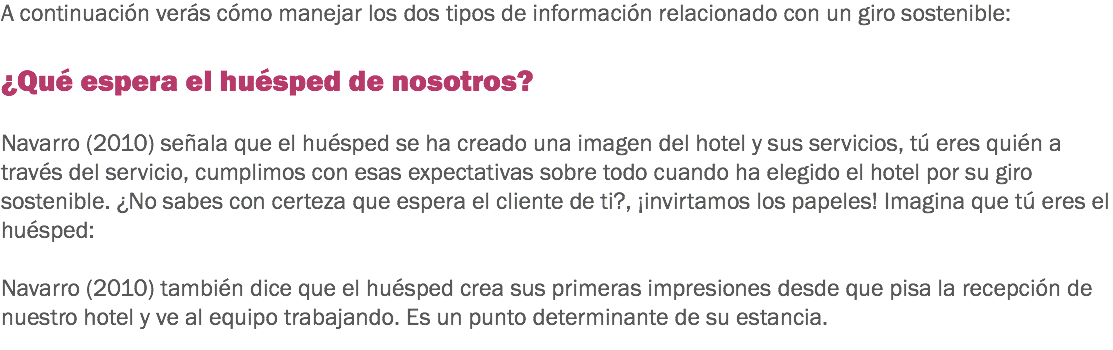 A continuación verás cómo manejar los dos tipos de información relacionado con un giro sostenible:
¿Qué espera el huésped de nosotros?
Navarro (2010) señala que el huésped se ha creado una imagen del hotel y sus servicios, tú eres quién a
través del servicio, cumplimos con esas expectativas sobre todo cuando ha elegido el hotel por su giro
sostenible. ¿No sabes con certeza que espera el cliente de ti?, ¡invirtamos los papeles! Imagina que tú eres el
huésped:
Navarro (2010) también dice que el huésped crea sus primeras impresiones desde que pisa la recepción de
nuestro hotel y ve al equipo trabajando. Es un punto determinante de su estancia.